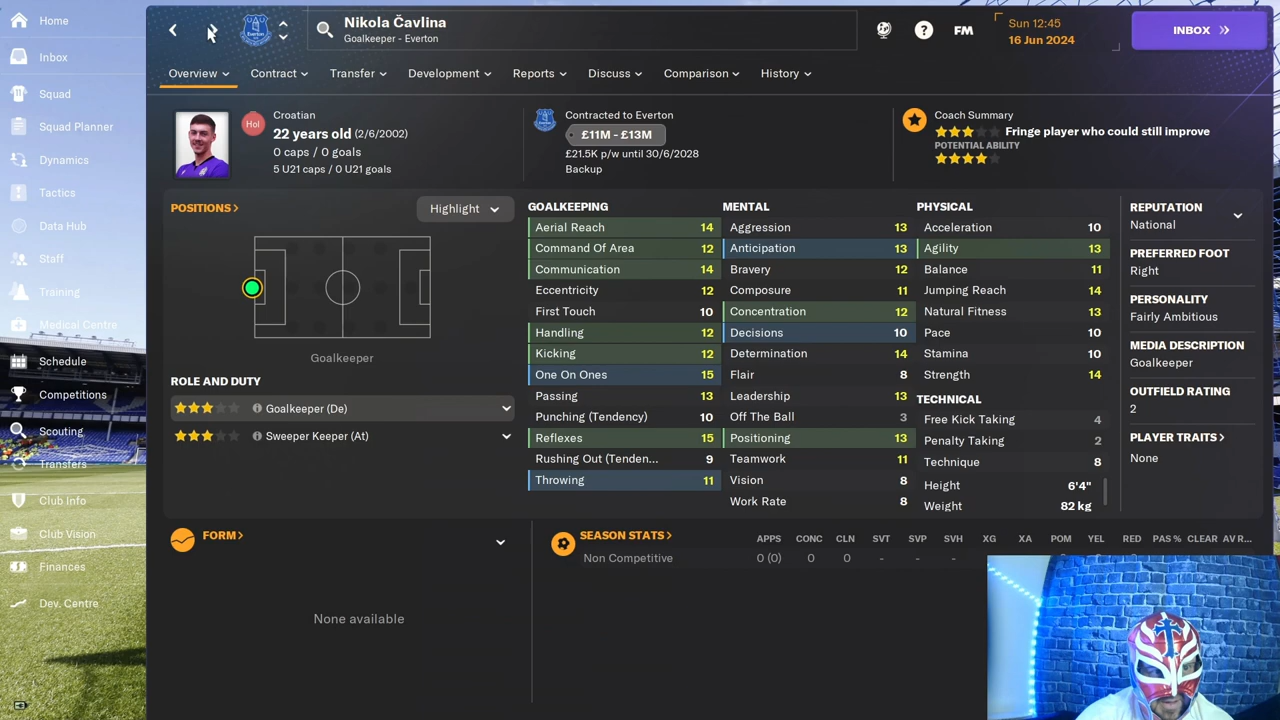 Home
Inbox
Squad
Squad Planner
Dynamics
Tactics
Data Hub
Staff
Training
Medical Centre
Schedule
Competitions
Scouting
Transfers
Club Info
Club Vision
Finances
Dev. Centre
Nikola Čavlina
Goalkeeper - Everton
FM
Sun 12:45
16 Jun 2024
INBOX
Overview
Contract
Transfer
Development
Reports
Discuss
Comparison
History
Hol
Croatian
22 years old (2/6/2002)
0 caps / 0 goals
5 U21 caps / 0 U21 goals
Contracted to Everton
£11M - £13M
£21.5K p/w until 30/6/2028
Backup
Coach Summary
Fringe player who could still improve
POTENTIAL ABILITY
POSITIONS
Highlight
Goalkeeper
ROLE AND DUTY
Goalkeeper (De)
Sweeper Keeper (At)
GOALKEEPING
Aerial Reach 14
Command Of Area 12
Communication 14
Eccentricity 12
First Touch 10
Handling 12
Kicking 12
One On Ones 15
Passing 13
Punching (Tendency) 10
Reflexes 15
Rushing Out (Tenden... 9
Throwing 11
MENTAL
Aggression 13
Anticipation 13
Bravery 12
Composure 11
Concentration 12
Decisions 10
Determination 14
Flair 8
Leadership 13
Off The Ball 3
Positioning 13
Teamwork 11
Vision 8
Work Rate 8
PHYSICAL
Acceleration 10
Agility 13
Balance 11
Jumping Reach 14
Natural Fitness 13
Pace 10
Stamina 10
Strength 14
TECHNICAL
Free Kick Taking 4
Penalty Taking 2
Technique 8
Height 6'4"
Weight 82 kg
REPUTATION
National
PREFERRED FOOT
Right
PERSONALITY
Fairly Ambitious
MEDIA DESCRIPTION
Goalkeeper
OUTFIELD RATING
2
PLAYER TRAITS
None
FORM
None available
SEASON STATS
APPS CONC CLN SVT SVP SVH XG XA POM YEL RED PAS % CLEAR AV R...
Non Competitive 0 (0) 0 0 - - -